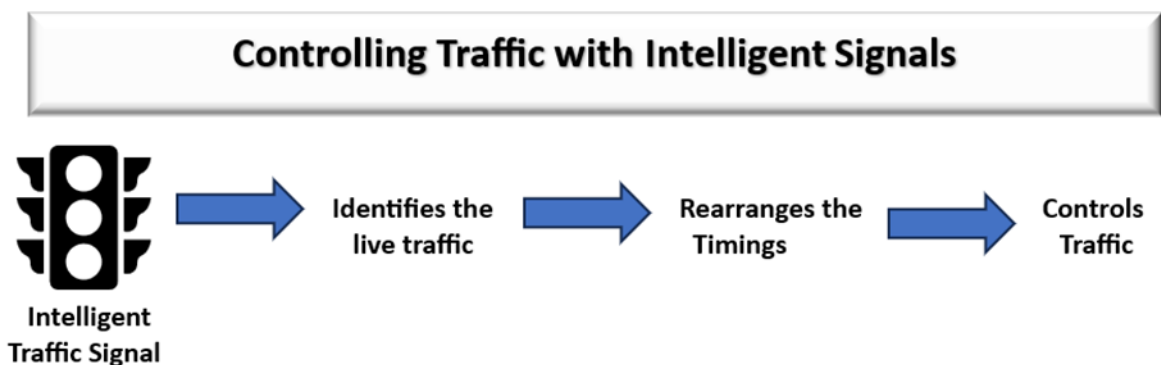 Controlling Traffic with Intelligent Signals
Identifies the
live traffic
Rearranges the
Timings
Controls
Traffic
Intelligent
Traffic Signal